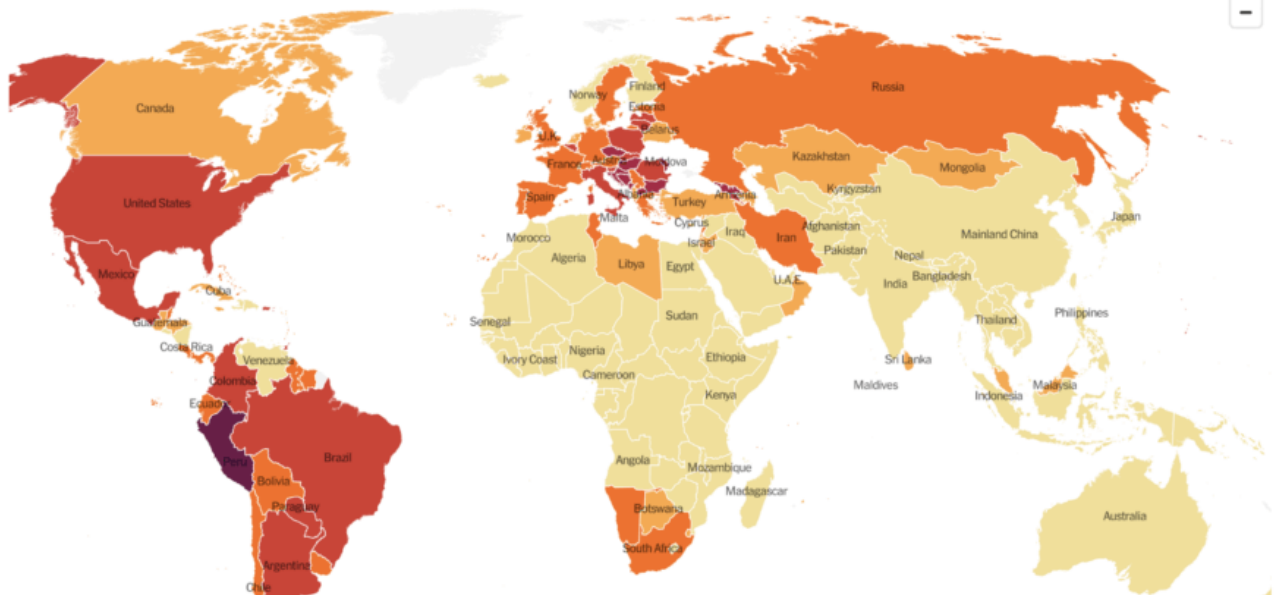 Russia
Finland
Norway
Estonia
Canada
U.K.
Belarus
Kazakhstan
France
Austria
Moldova
Mongolia
Kyrgyzstan
United States
Spain
Albania
Armenia
Turkey
Malta
Cyprus
Japan
Morocco
Israel
Iraq
Iran
Afghanistan
Mainland China
Algeria
Libya
Egypt
Pakistan
Nepal
Mexico
U.A.E.
India
Bangladesh
Cuba
Sudan
Philippines
Guatemala
Senegal
Thailand
Costa Rica
Venezuela
Ivory Coast
Nigeria
Ethiopia
Sri Lanka
Colombia
Cameroon
Maldives
Malaysia
Ecuador
Kenya
Indonesia
Peru
Brazil
Angola
Mozambique
Bolivia
Madagascar
Paraguay
Botswana
Australia
South Africa
Argentina
Chile